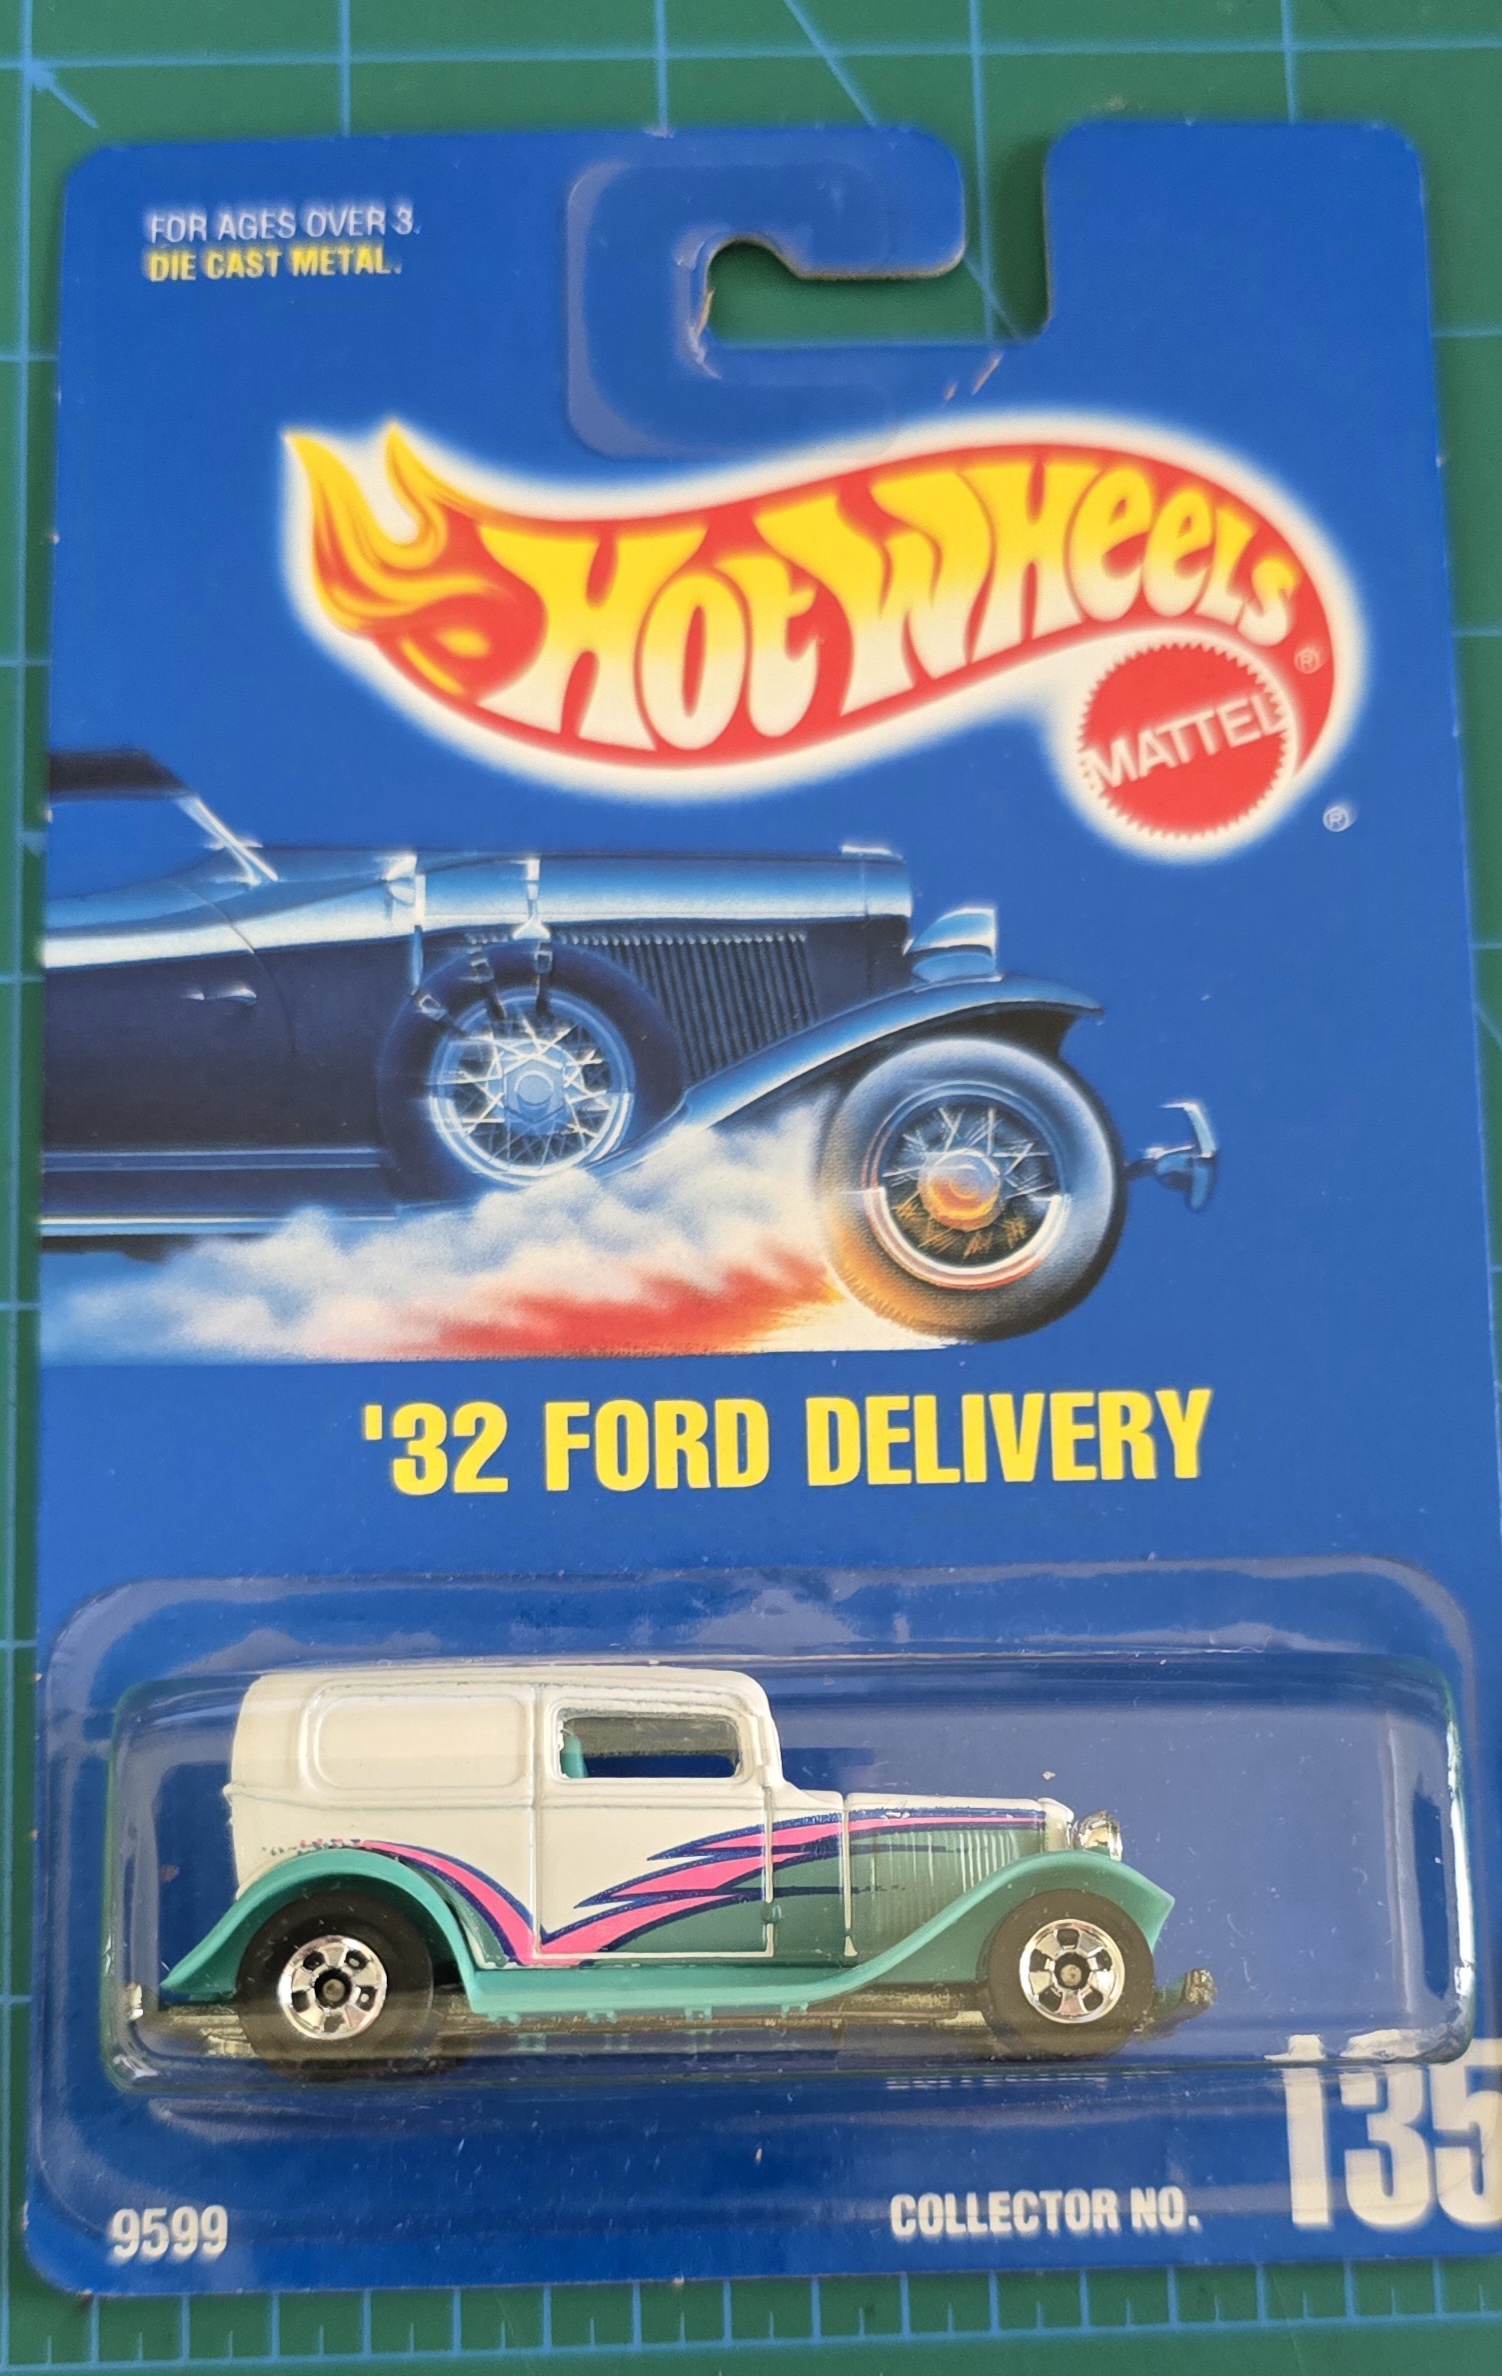 FOR AGES OVER 3.
DIE CAST METAL.
HOT WHEELS ®
MATTEL
®
'32 FORD DELIVERY
9599
COLLECTOR NO. 135